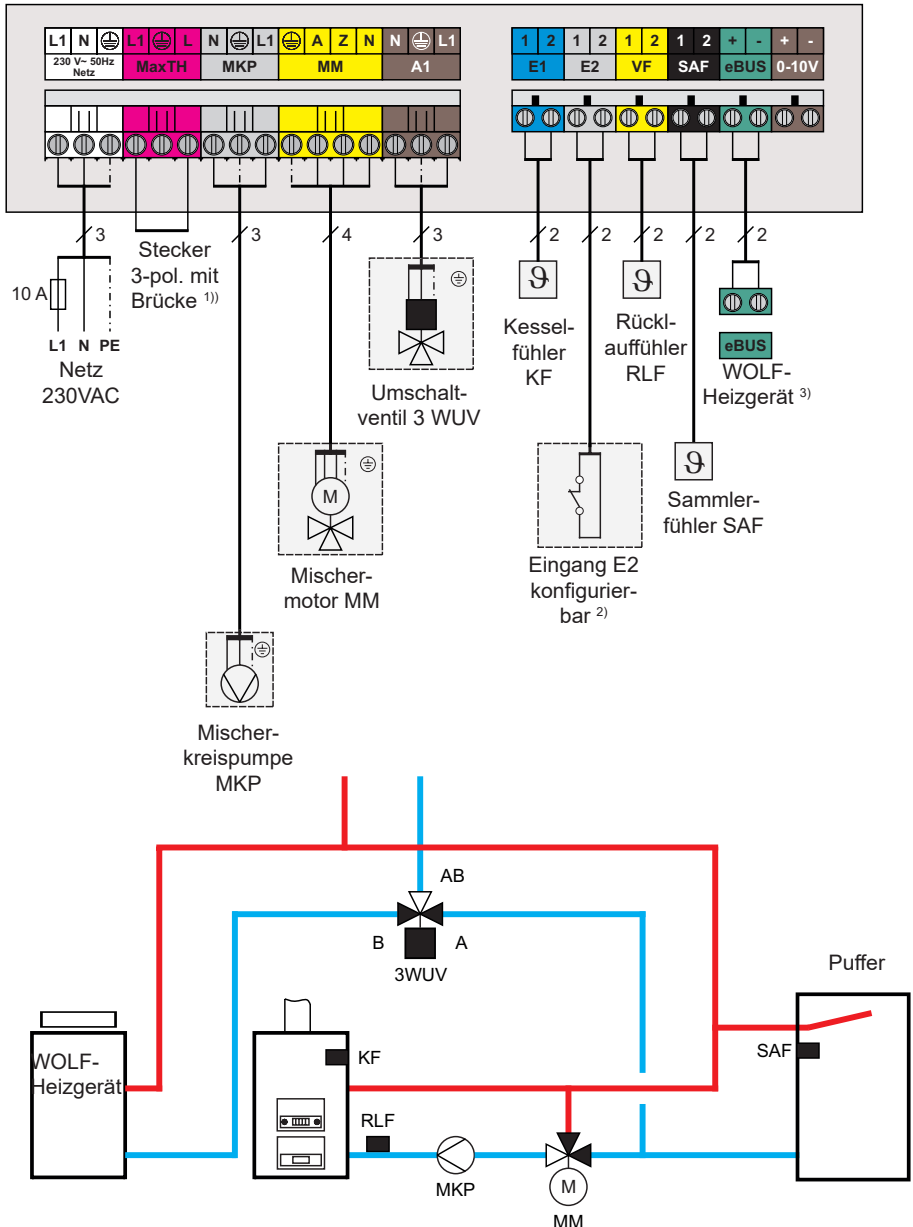 L1 N L1 L N L1 A Z N N L1
230 V~ 50Hz
Netz
MaxTH
MKP
MM
A1
1 2 1 2 1 2 1 2 + - + -
E1 E2 VF SAF eBUS 0-10V
3
3
4
3
2
2
2
2
2
10 A
L1 N PE
Netz
230VAC
Stecker
3-pol. mit
Brücke 1))
Umschalt-
ventil 3 WUV
M
Mischer-
motor MM
Mischer-
kreispumpe
MKP
ϑ
Kessel-
fühler
KF
ϑ
Rückl-
auffühler
RLF
eBUS
WOLF-
Heizgerät 3)
ϑ
Sammler-
fühler SAF
Eingang E2
konfigurier-
bar 2)
AB
B A
3WUV
Puffer
WOLF-
Heizgerät
KF
SAF
RLF
MKP
M
MM